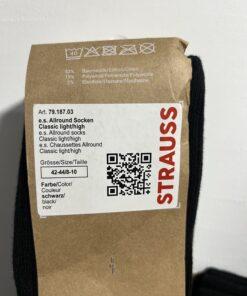 40
Art. 79.187.03
e.s. Allround Socken
Classic light/high
e.s. Allround socks
Classic light/high
e.s. Chaussettes Allround
Classic light/high
Grösse/Size/Taille
42-44/8-10
Farbe/Color/
Couleur
schwarz/
black/
noir
STRAUSS